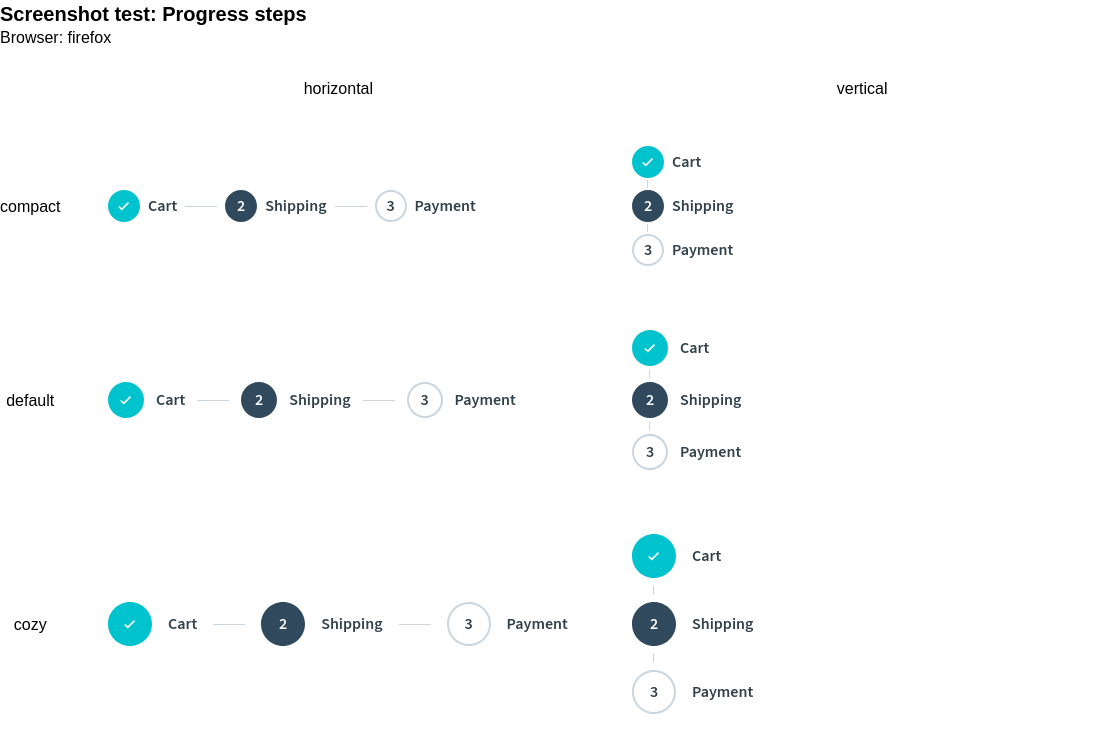 Screenshot test: Progress steps
Browser: firefox
horizontal vertical
compact Cart 2 Shipping 3 Payment
Cart
2 Shipping
3 Payment
default Cart 2 Shipping 3 Payment
Cart
2 Shipping
3 Payment
cozy Cart 2 Shipping 3 Payment
Cart
2 Shipping
3 Payment